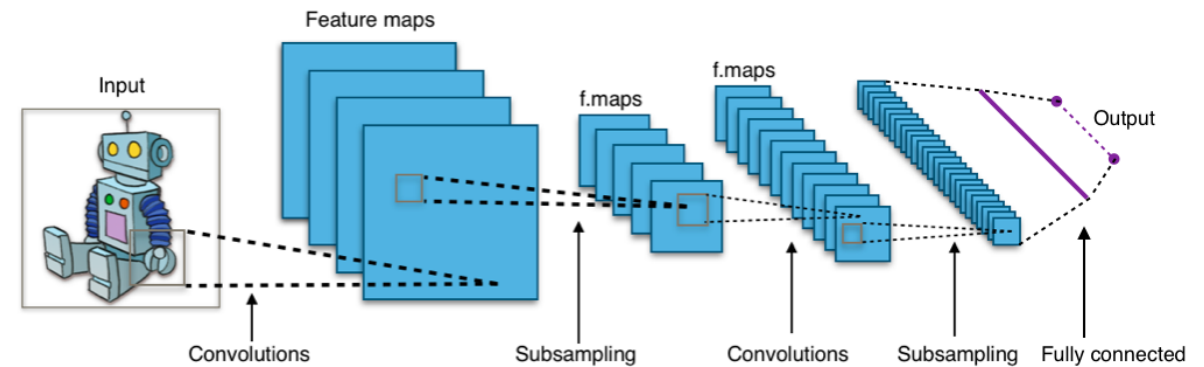 Feature maps
Input
f.maps
f.maps
Output
Convolutions
Subsampling
Convolutions
Subsampling
Fully connected